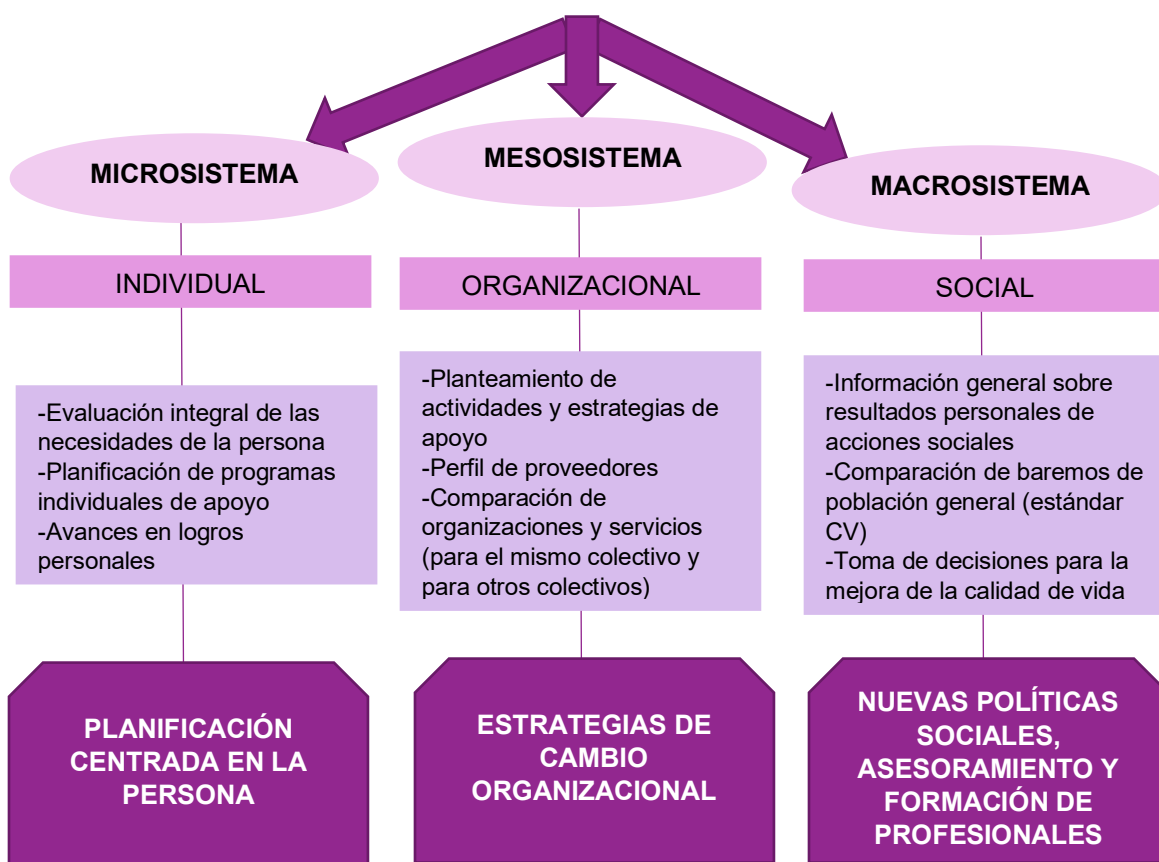 MICROSISTEMA
INDIVIDUAL
-Evaluación integral de las
necesidades de la persona
-Planificación de programas
individuales de apoyo
-Avances en logros
personales
PLANIFICACIÓN
CENTRADA EN LA
PERSONA
MESOSISTEMA
ORGANIZACIONAL
-Planteamiento de
actividades y estrategias de
apoyo
-Perfil de proveedores
-Comparación de
organizaciones y servicios
(para el mismo colectivo y
para otros colectivos)
ESTRATEGIAS DE
CAMBIO
ORGANIZACIONAL
MACROSISTEMA
SOCIAL
-Información general sobre
resultados personales de
acciones sociales
-Comparación de baremos de
población general (estándar
CV)
-Toma de decisiones para la
mejora de la calidad de vida
NUEVAS POLÍTICAS
SOCIALES,
ASESORAMIENTO Y
FORMACIÓN DE
PROFESIONALES